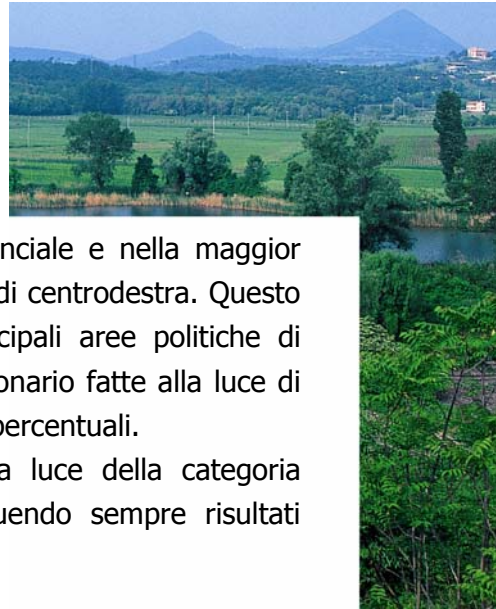 nciale e nella maggior
di centrodestra. Questo
cipali aree politiche di
onario fatte alla luce di
percentuali.
a luce della categoria
uendo sempre risultati